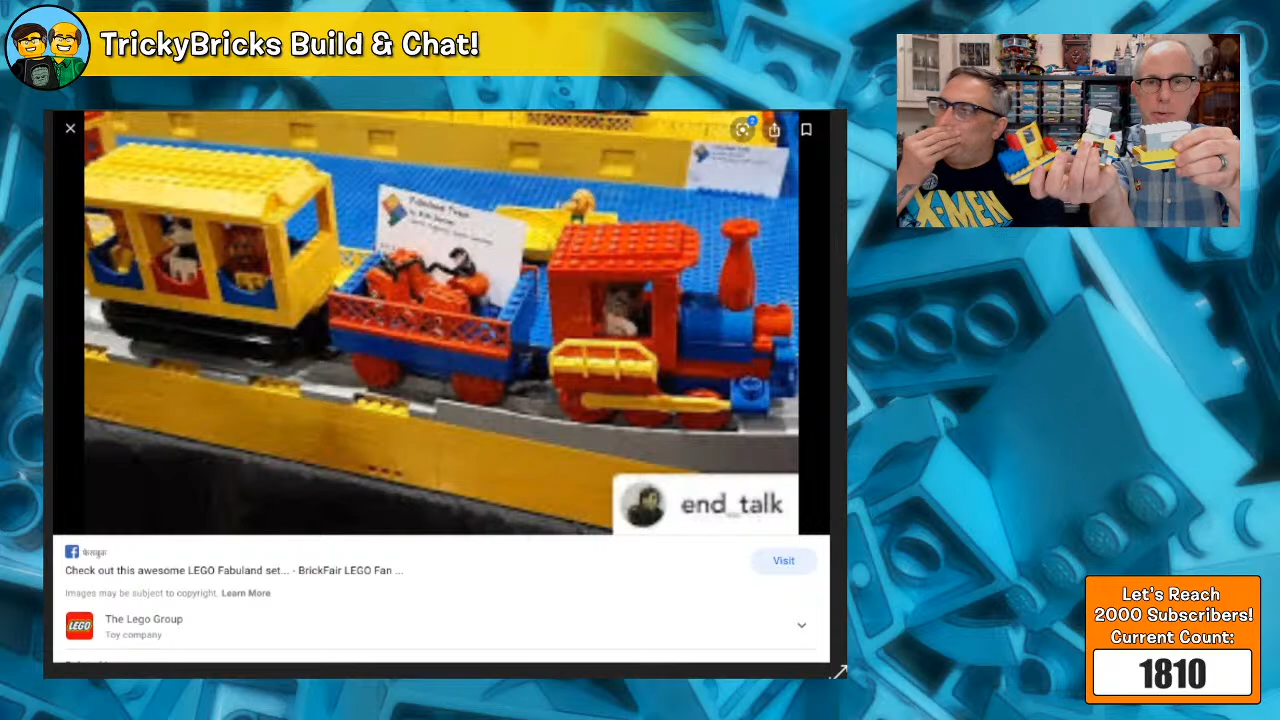 TrickyBricks Build & Chat!
X-MEN
end_talk
फेसबुक
Check out this awesome LEGO Fabuland set... - BrickFair LEGO Fan ...
Visit
Images may be subject to copyright. Learn More
LEGO
The Lego Group
Toy company
Let's Reach
2000 Subscribers!
Current Count:
1810